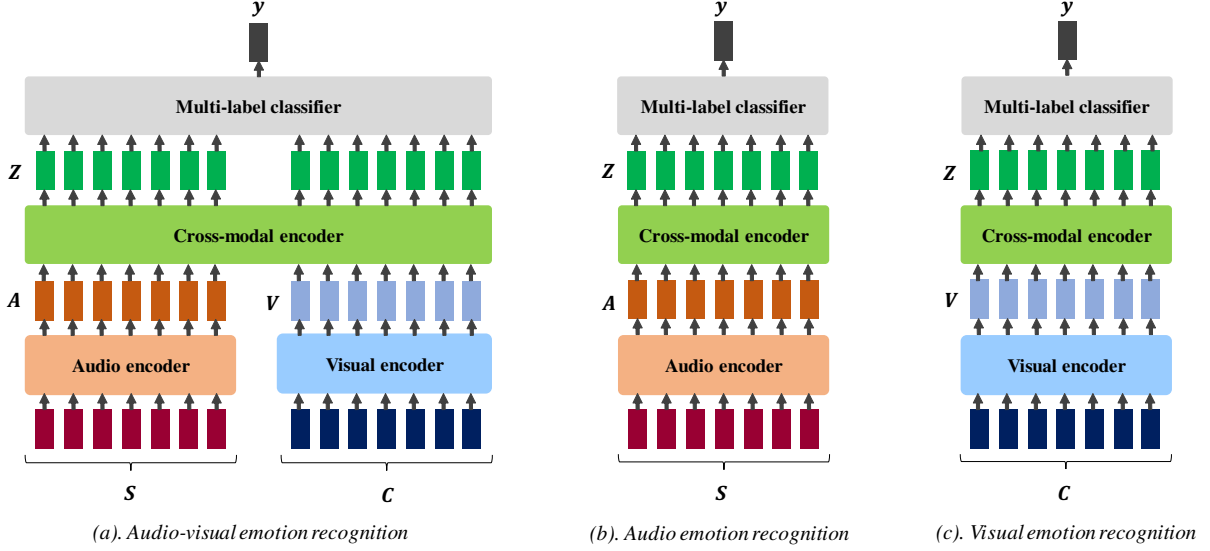 y
Multi-label classifier
Z
Cross-modal encoder
A
V
Audio encoder
Visual encoder
S
C
(a). Audio-visual emotion recognition
y
Multi-label classifier
Z
Cross-modal encoder
A
Audio encoder
S
(b). Audio emotion recognition
y
Multi-label classifier
Z
Cross-modal encoder
V
Visual encoder
C
(c). Visual emotion recognition